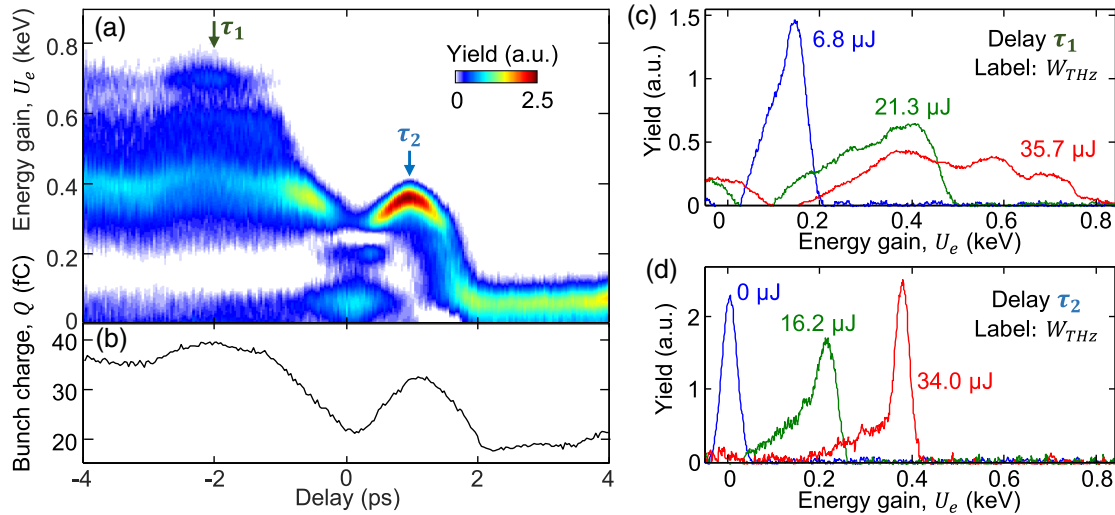 (a)
τ1
τ2
Yield (a.u.)
0 2.5
Energy gain, Ue (keV)
0.8
0.6
0.4
0.2
0
(b)
Bunch charge, Q (fC)
40
30
20
-4 -2 0 2 4
Delay (ps)
(c)
1.5
1
0.5
0
Yield (a.u.)
6.8 µJ
21.3 µJ
35.7 µJ
Delay τ1
Label: WTHz
0 0.2 0.4 0.6 0.8
Energy gain, Ue (keV)
(d)
2
1
0
Yield (a.u.)
0 µJ
16.2 µJ
34.0 µJ
Delay τ2
Label: WTHz
0 0.2 0.4 0.6 0.8
Energy gain, Ue (keV)